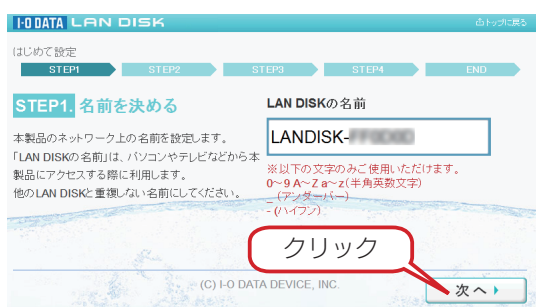 I-O DATA LAN DISK
トップに戻る
はじめて設定
STEP1 STEP2 STEP3 STEP4 END
STEP1. 名前を決める
本製品のネットワーク上の名前を設定します。
「LAN DISKの名前」は、パソコンやテレビなどから本
製品にアクセスする際に利用します。
他のLAN DISKと重複しない名前にしてください。
LAN DISKの名前
LANDISK-
※以下の文字のみご使用いただけます。
0～9 A～Z a～z(半角英数文字)
_ (アンダーバー)
- (ハイフン)
クリック
(C) I-O DATA DEVICE, INC.
次へ